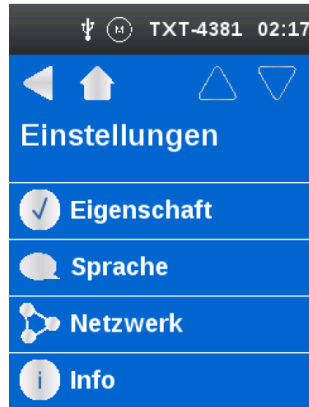 M TXT-4381 02:17
Einstellungen
Eigenschaft
Sprache
Netzwerk
i Info